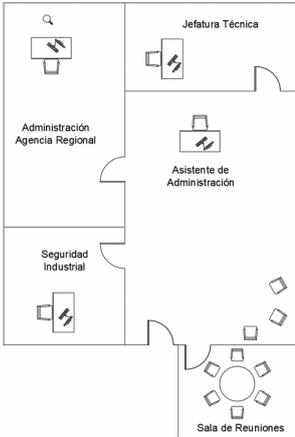 Jefatura Técnica
Administración
Agencia Regional
Asistente de
Administración
Seguridad
Industrial
Sala de Reuniones